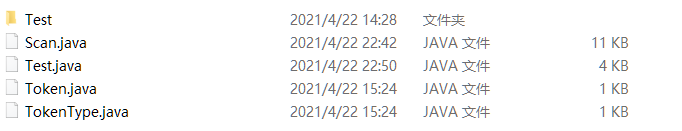 Test 2021/4/22 14:28 文件夹
Scan.java 2021/4/22 22:42 JAVA 文件 11 KB
Test.java 2021/4/22 22:50 JAVA 文件 4 KB
Token.java 2021/4/22 15:24 JAVA 文件 1 KB
TokenType.java 2021/4/22 15:24 JAVA 文件 1 KB